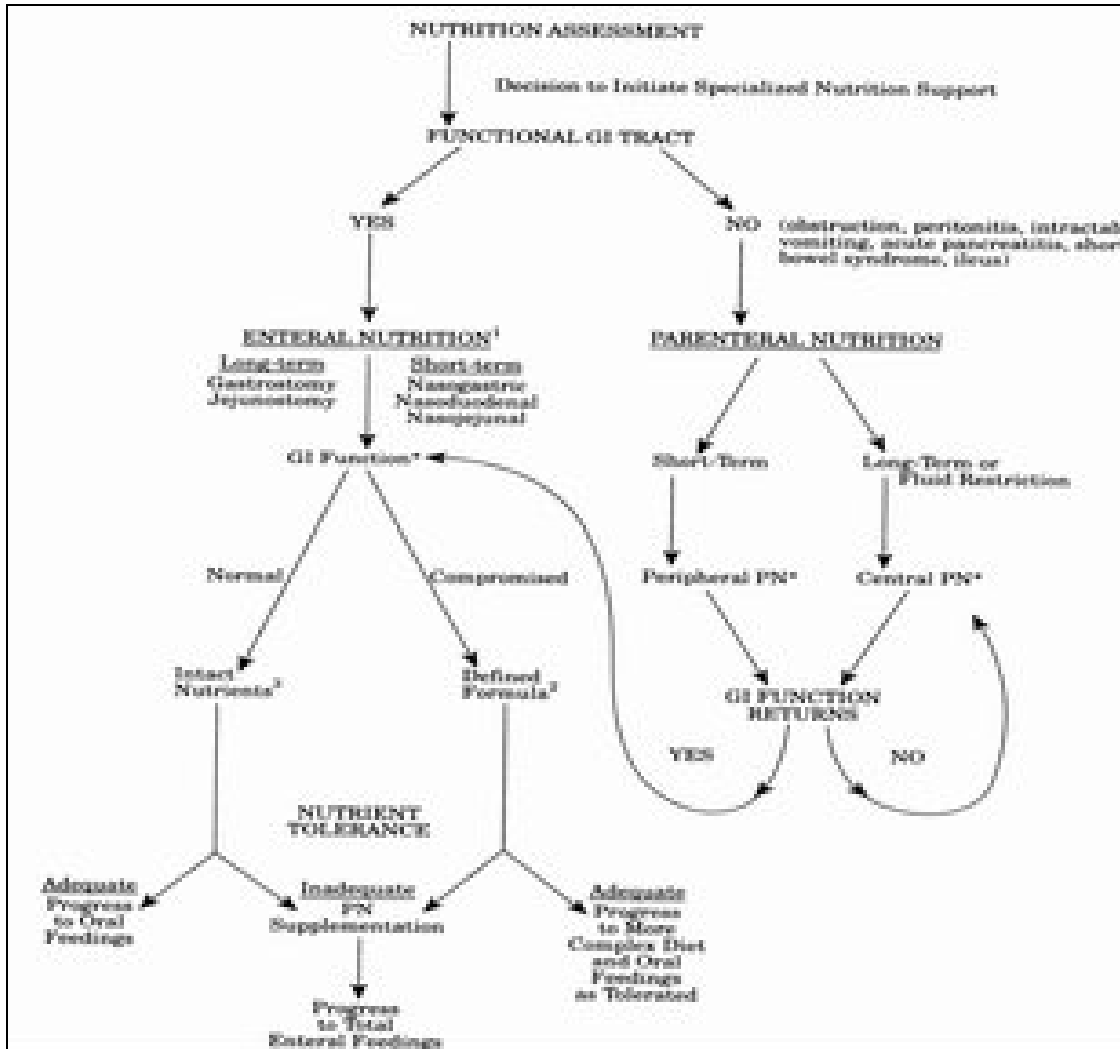 NUTRITION ASSESSMENT
Decision to Initiate Specialized Nutrition Support
FUNCTIONAL GI TRACT
YES
NO
(obstruction, peritonitis, intractab
vomiting, acute pancreatitis, shor
bowel syndrome, ileus)
ENTERAL NUTRITION¹
Long-term
Gastrostomy
Jejunostomy
Short-term
Nasogastric
Nasoduodenal
Nasojejunal
PARENTERAL NUTRITION
GI Function*
Short-Term
Long-Term or
Fluid Restriction
Normal
Compromised
Peripheral PN*
Central PN*
Intact
Nutrients²
Defined
Formula²
GI FUNCTION
RETURNS
YES
NO
NUTRIENT
TOLERANCE
Adequate
Progress
to Oral
Feedings
Inadequate
PN
Supplementation
Adequate
Progress
to More
Complex Diet
and Oral
Feedings
as Tolerated
Progress
to Total
Enteral Feedings